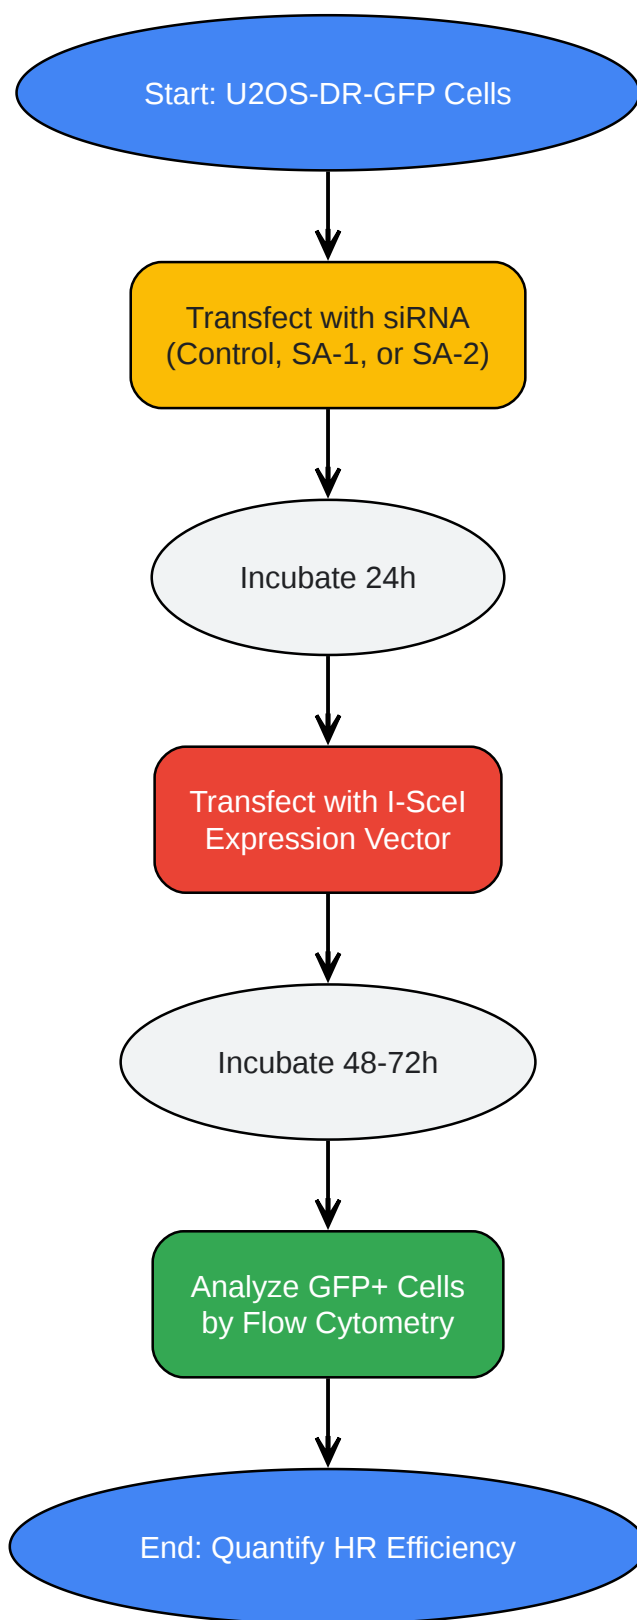 Start: U2OS-DR-GFP Cells
Transfect with siRNA
(Control, SA-1, or SA-2)
Incubate 24h
Transfect with I-SceI
Expression Vector
Incubate 48-72h
Analyze GFP+ Cells
by Flow Cytometry
End: Quantify HR Efficiency